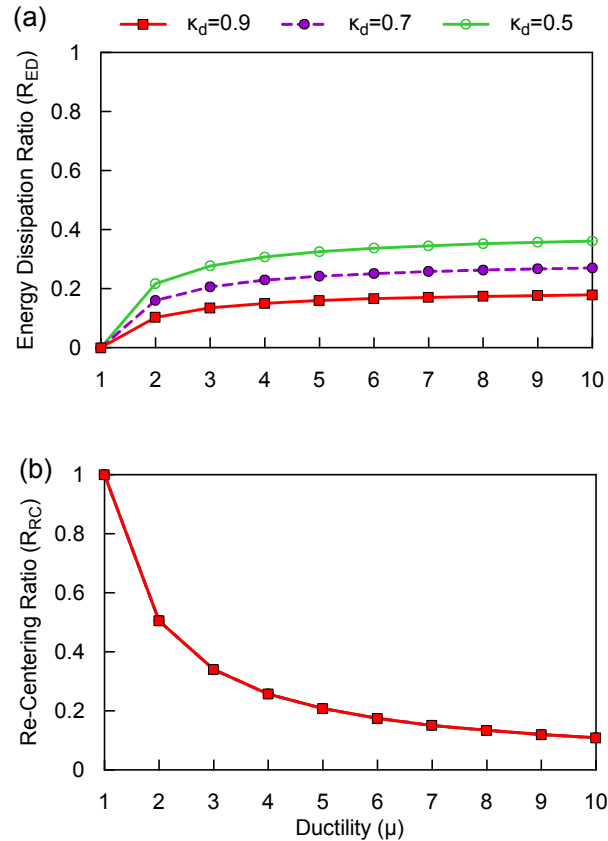 (a)
κd=0.9 κd=0.7 κd=0.5
Energy Dissipation Ratio (RED)
1
0.8
0.6
0.4
0.2
0
1 2 3 4 5 6 7 8 9 10
(b)
Re-Centering Ratio (RRC)
1
0.8
0.6
0.4
0.2
0
1 2 3 4 5 6 7 8 9 10
Ductility (μ)